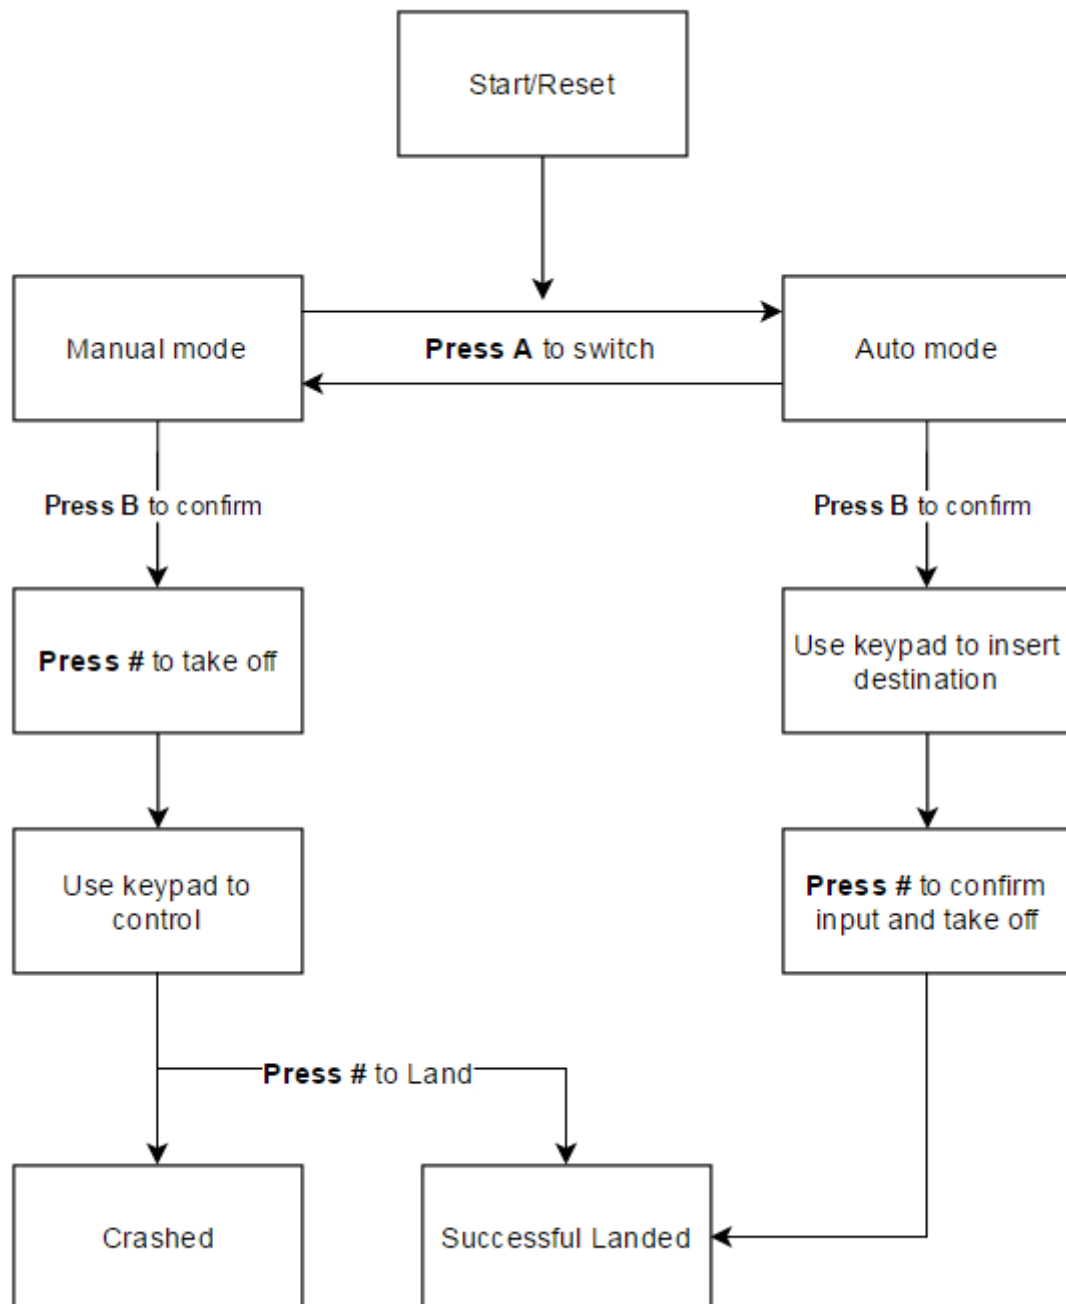 Start/Reset
Manual mode
Press A to switch
Auto mode
Press B to confirm
Press B to confirm
Press # to take off
Use keypad to insert
destination
Use keypad to
control
Press # to confirm
input and take off
Press # to Land
Crashed
Successful Landed